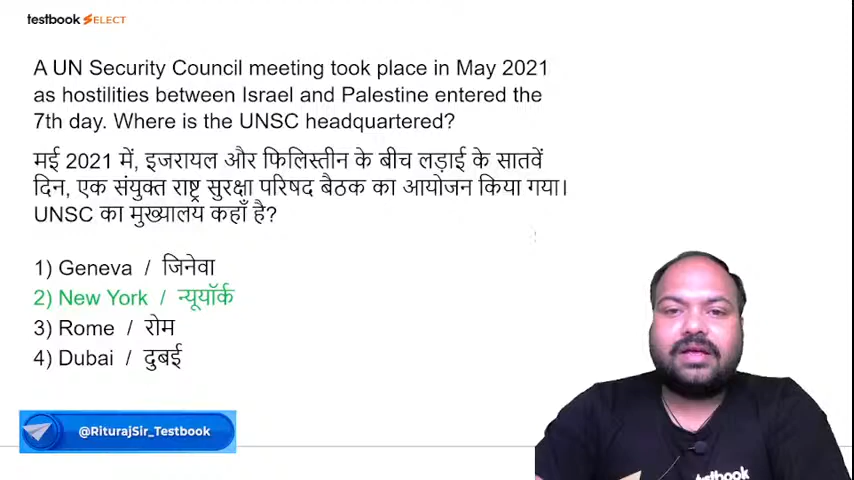 testbook SELECT
A UN Security Council meeting took place in May 2021
as hostilities between Israel and Palestine entered the
7th day. Where is the UNSC headquartered?
मई 2021 में, इजरायल और फिलिस्तीन के बीच लड़ाई के सातवें
दिन, एक संयुक्त राष्ट्र सुरक्षा परिषद बैठक का आयोजन किया गया।
UNSC का मुख्यालय कहाँ है?
1) Geneva / जिनेवा
2) New York / न्यूयॉर्क
3) Rome / रोम
4) Dubai / दुबई
@RiturajSir_Testbook
testbook